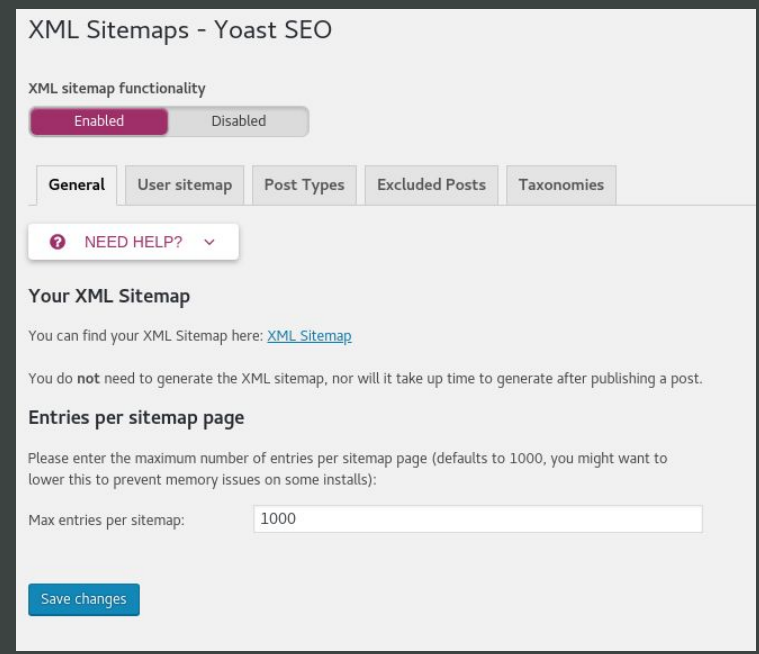 XML Sitemaps - Yoast SEO
XML sitemap functionality
Enabled Disabled
General User sitemap Post Types Excluded Posts Taxonomies
NEED HELP?
Your XML Sitemap
You can find your XML Sitemap here: XML Sitemap
You do not need to generate the XML sitemap, nor will it take up time to generate after publishing a post.
Entries per sitemap page
Please enter the maximum number of entries per sitemap page (defaults to 1000, you might want to
lower this to prevent memory issues on some installs):
Max entries per sitemap: 1000
Save changes